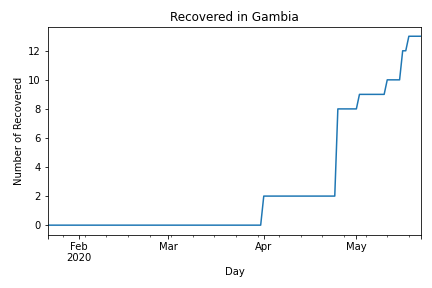 Recovered in Gambia
Number of Recovered
12
10
8
6
4
2
0
Feb
2020
Mar
Apr
May
Day